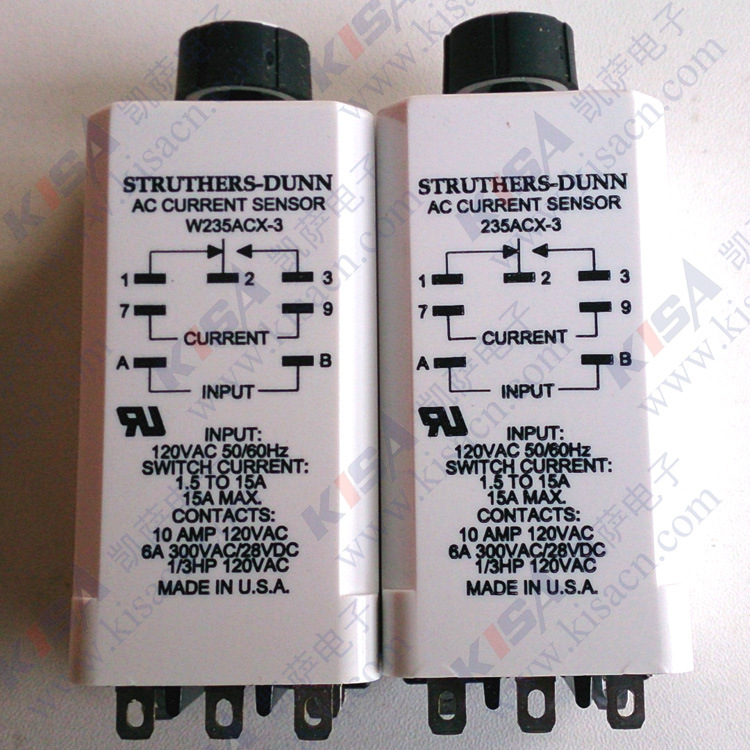 STRUTHERS-DUNN
AC CURRENT SENSOR
W235ACX-3
1 2 3
7 9
CURRENT
A B
INPUT
RU
INPUT:
120VAC 50/60Hz
SWITCH CURRENT:
1.5 TO 15A
15A MAX.
CONTACTS:
10 AMP 120VAC
6A 300VAC/28VDC
1/3HP 120VAC
MADE IN U.S.A.
STRUTHERS-DUNN
AC CURRENT SENSOR
235ACX-3
1 2 3
7 9
CURRENT
A B
INPUT
RU
INPUT:
120VAC 50/60Hz
SWITCH CURRENT:
1.5 TO 15A
15A MAX.
CONTACTS:
10 AMP 120VAC
6A 300VAC/28VDC
1/3HP 120VAC
MADE IN U.S.A.
KISA 凯萨电子
www.kisacn.com